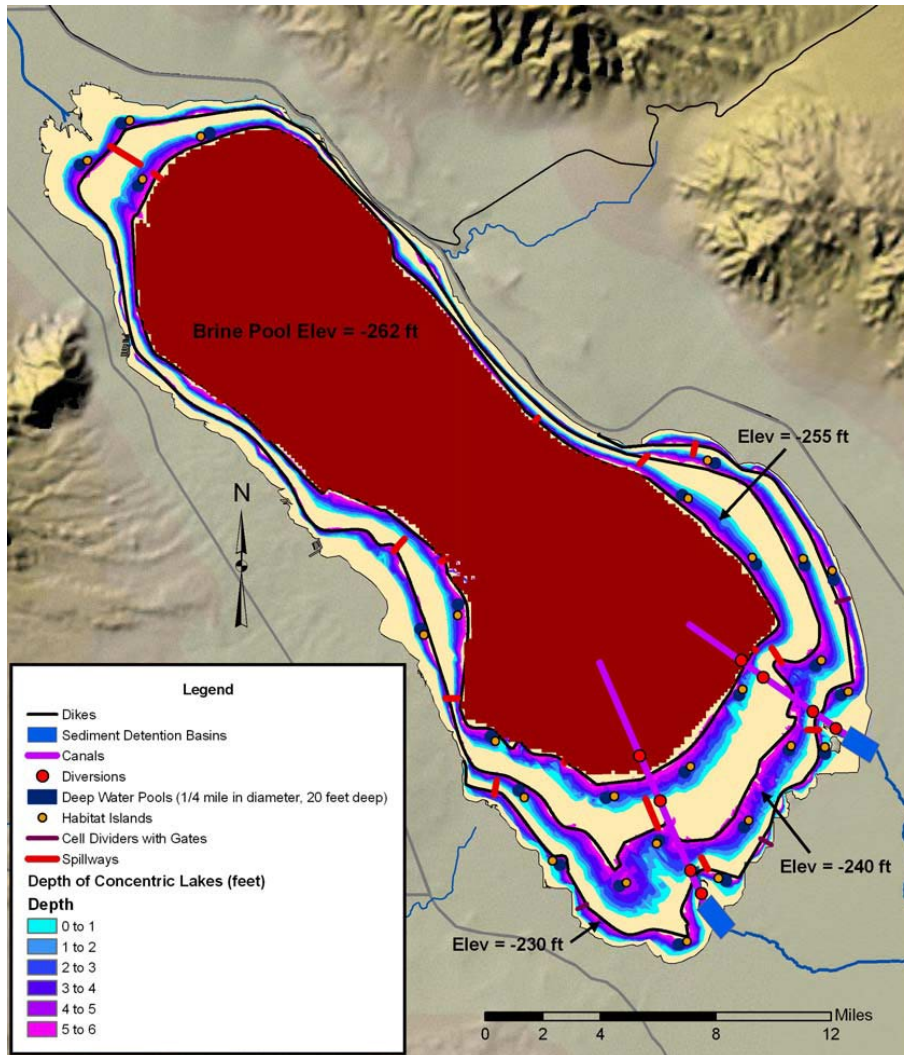 Brine Pool Elev = -262 ft
Elev = -255 ft
N
Elev = -240 ft
Elev = -230 ft
Legend
Dikes
Sediment Detention Basins
Canals
Diversions
Deep Water Pools (1/4 mile in diameter, 20 feet deep)
Habitat Islands
Cell Dividers with Gates
Spillways
Depth of Concentric Lakes (feet)
Depth
0 to 1
1 to 2
2 to 3
3 to 4
4 to 5
5 to 6
Miles
0 2 4 8 12